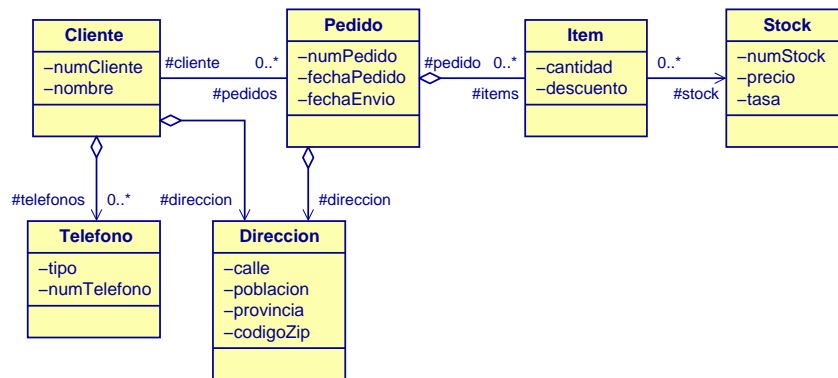 Cliente
–numCliente
–nombre
#cliente
0..*
#pedidos
Pedido
–numPedido
–fechaPedido
–fechaEnvio
#pedido
0..*
#items
Item
–cantidad
–descuento
0..*
#stock
Stock
–numStock
–precio
–tasa
#telefonos
0..*
#direccion
#direccion
Telefono
–tipo
–numTelefono
Direccion
–calle
–poblacion
–provincia
–codigoZip